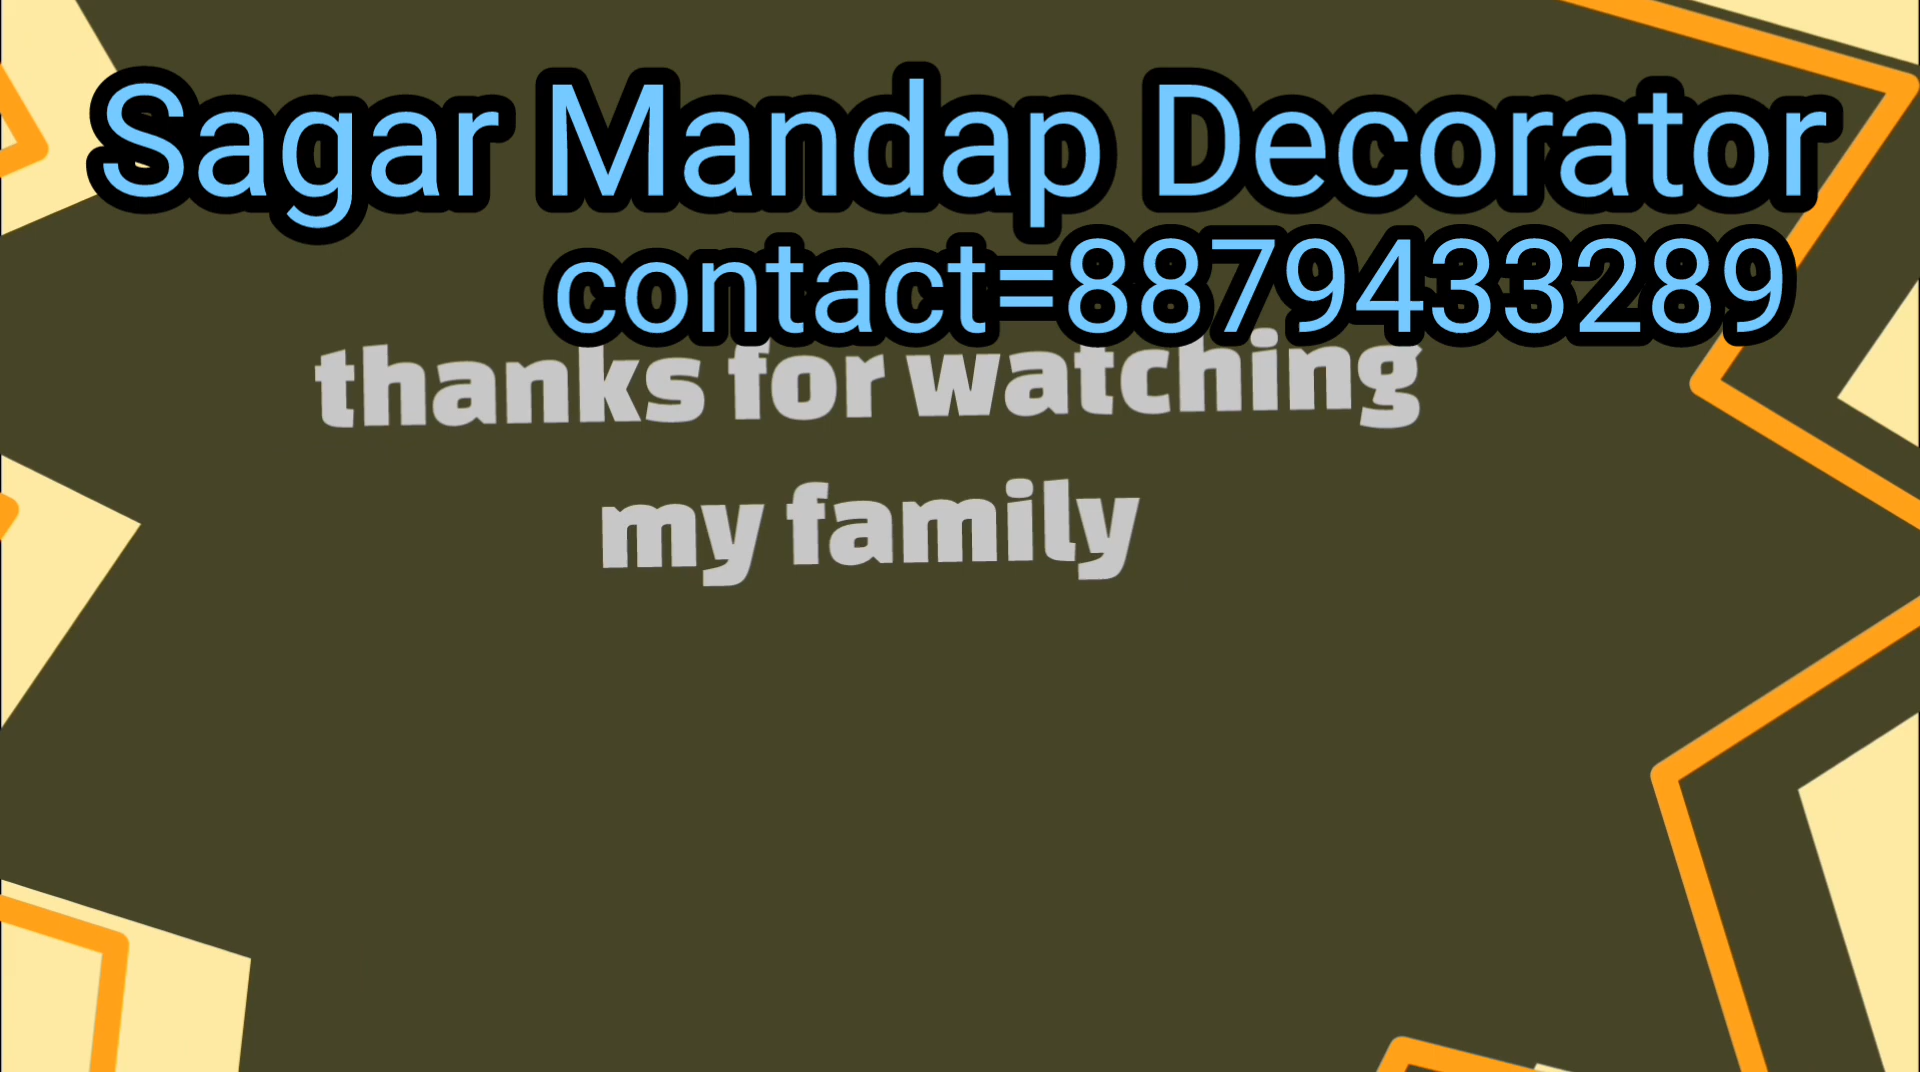 Sagar Mandap Decorator
contact=8879433289
thanks for watching
my family